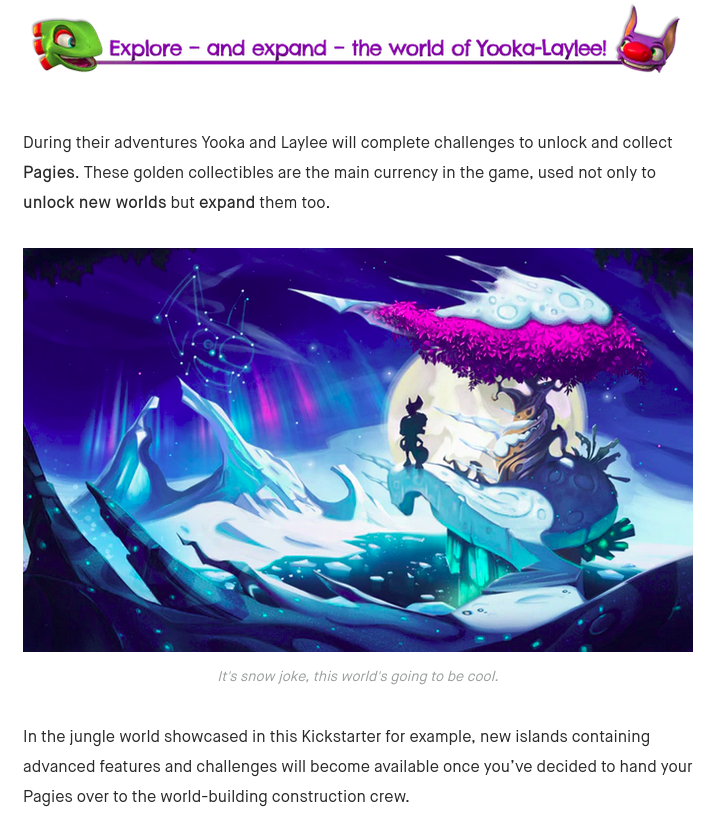 Explore – and expand – the world of Yooka-Laylee!
During their adventures Yooka and Laylee will complete challenges to unlock and collect
Pagies. These golden collectibles are the main currency in the game, used not only to
unlock new worlds but expand them too.
It's snow joke, this world's going to be cool.
In the jungle world showcased in this Kickstarter for example, new islands containing
advanced features and challenges will become available once you’ve decided to hand your
Pagies over to the world-building construction crew.